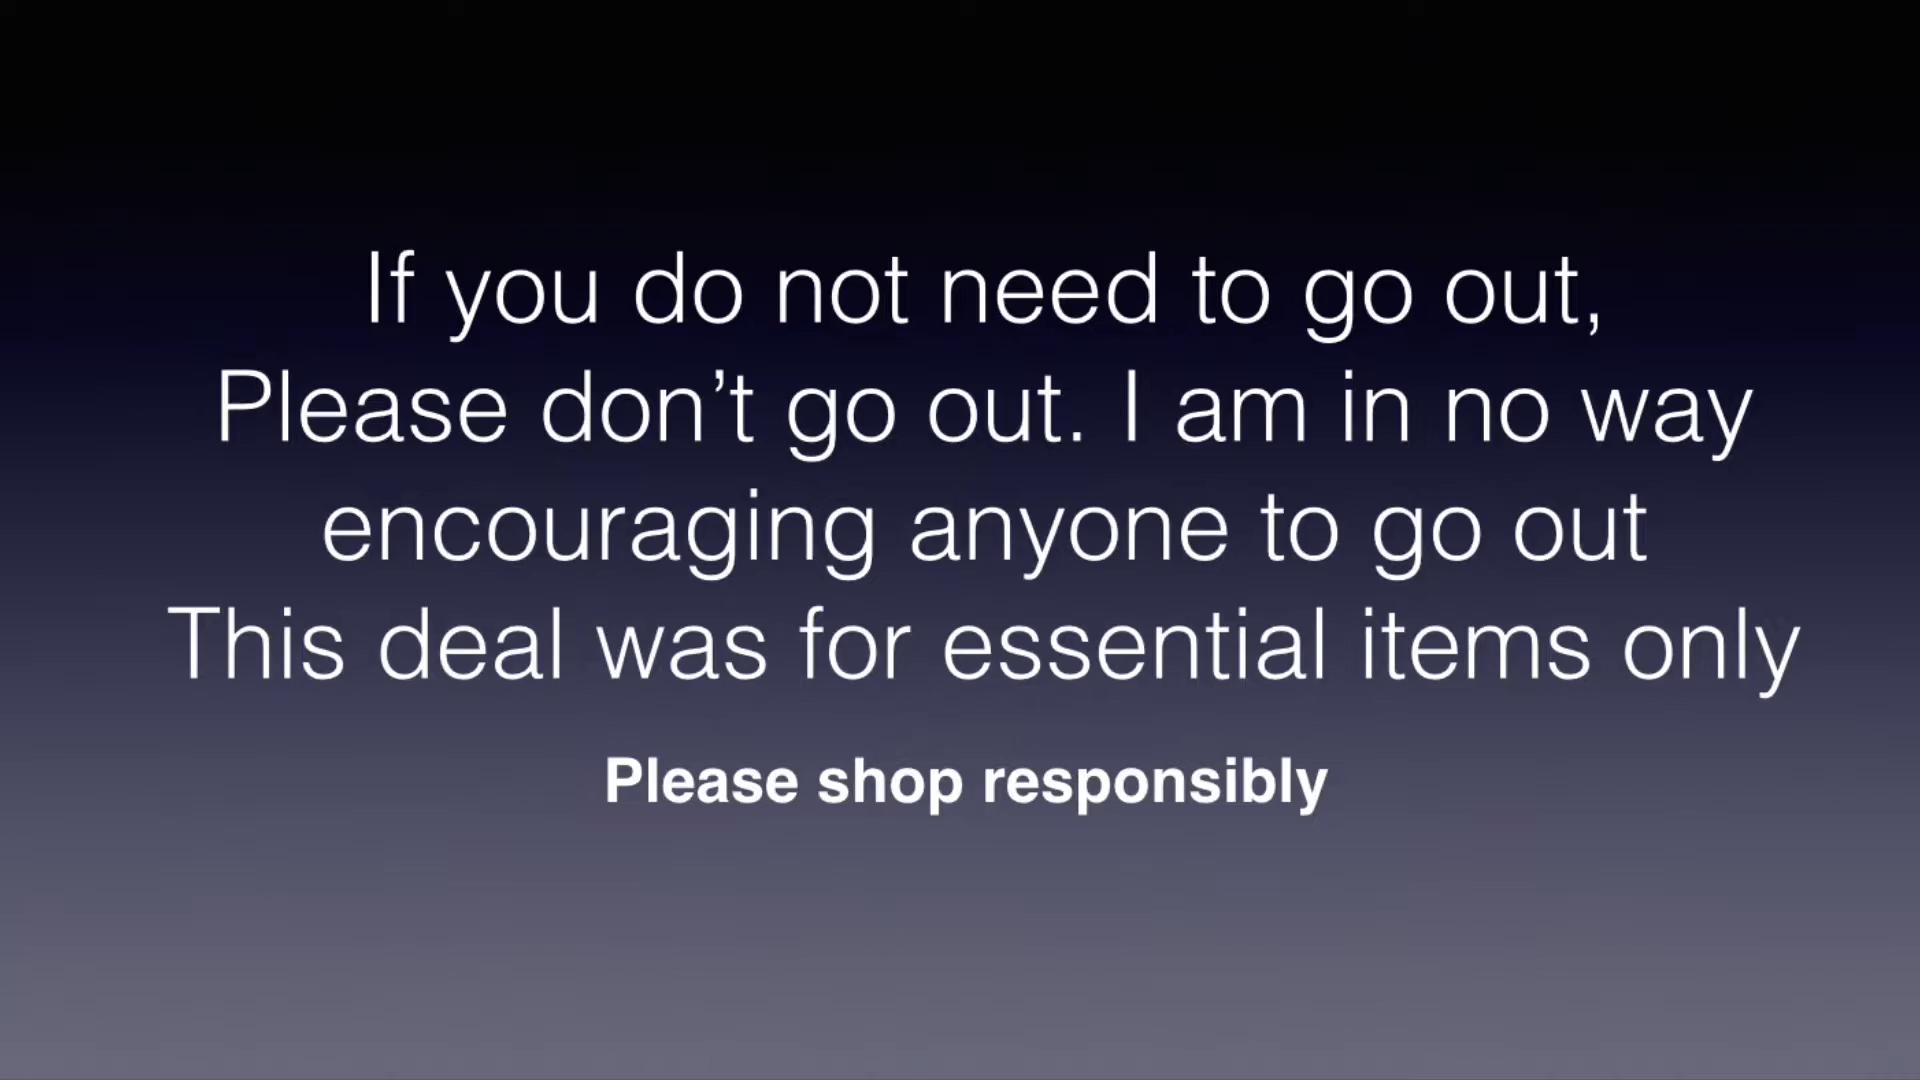 If you do not need to go out,
Please don’t go out. I am in no way
encouraging anyone to go out
This deal was for essential items only
Please shop responsibly